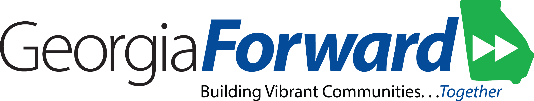 GeorgiaForward
Building Vibrant Communities. . .Together